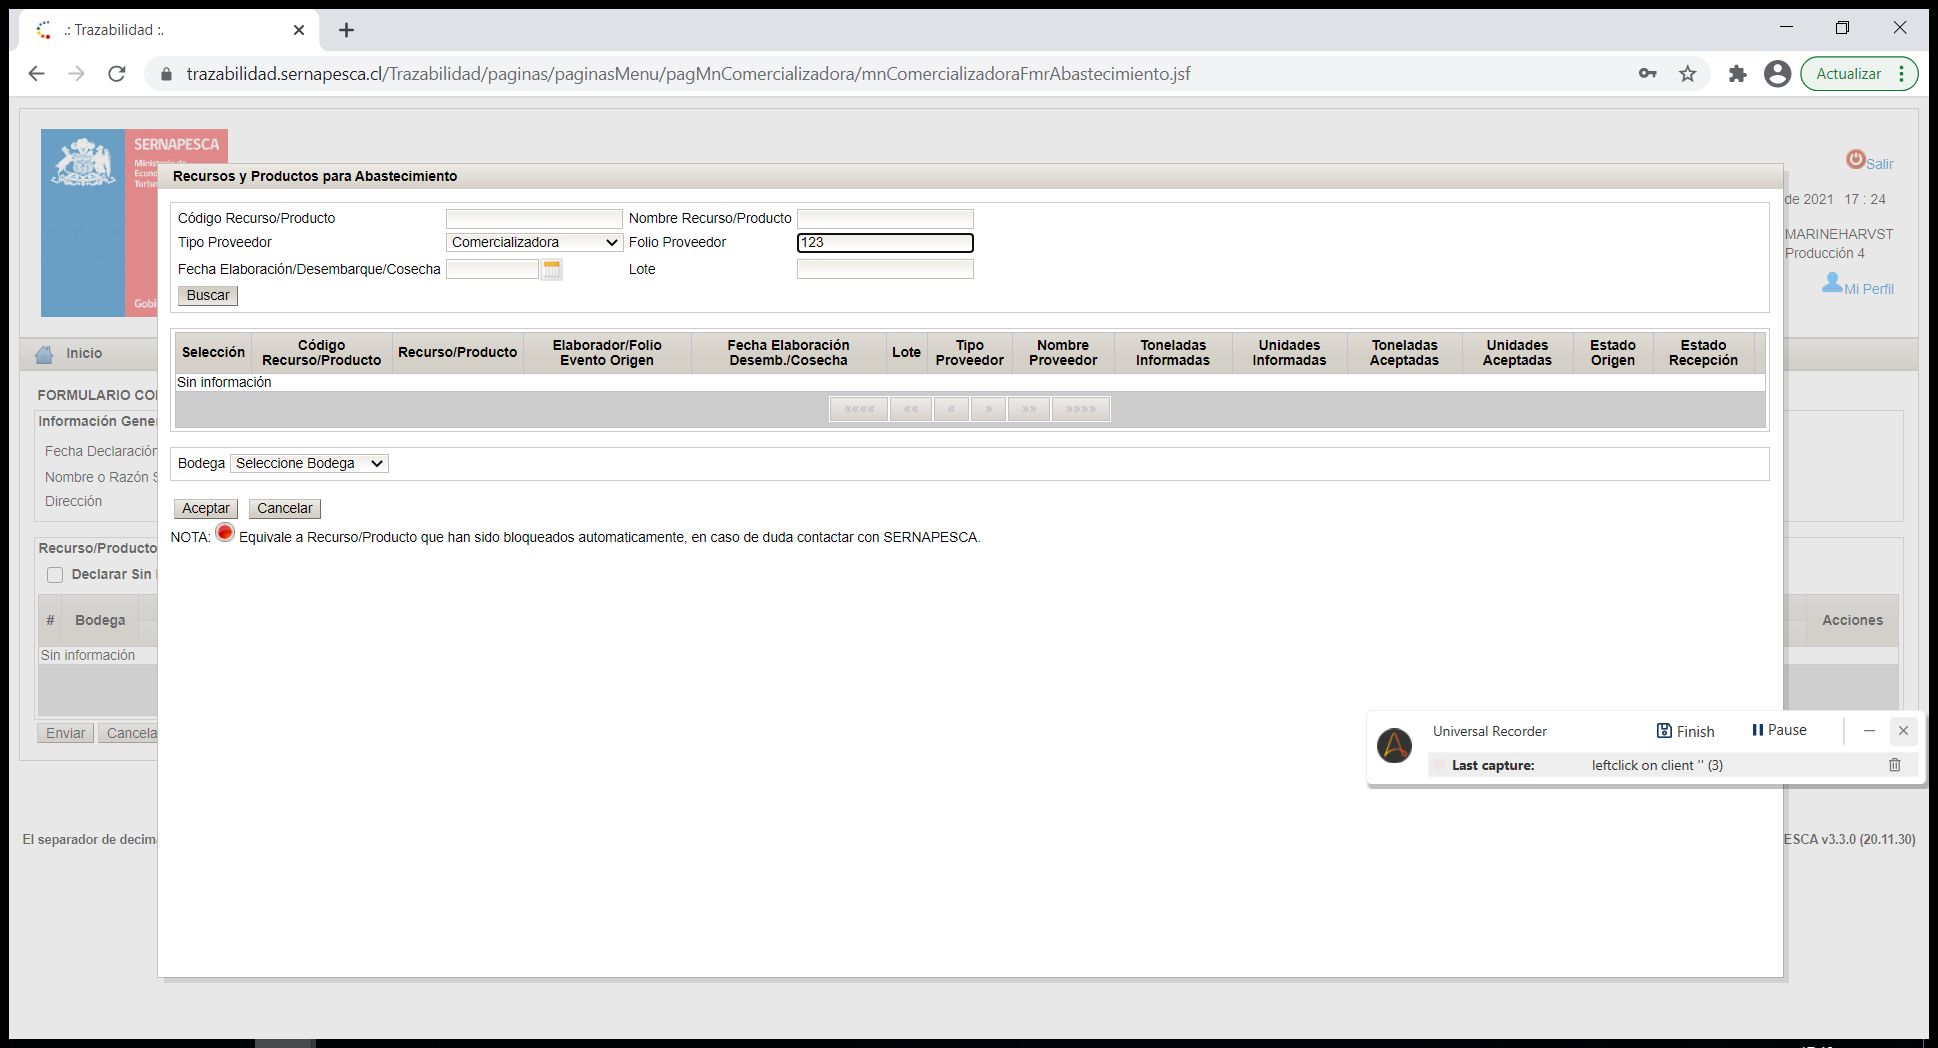 .: Trazabilidad :.
trazabilidad.sernapesca.cl/Trazabilidad/paginas/paginasMenu/pagMnComercializadora/mnComercializadoraFmrAbastecimiento.jsf
Actualizar
SERNAPESCA
Salir
Recursos y Productos para Abastecimiento
de 2021 17 : 24
Código Recurso/Producto
Nombre Recurso/Producto
Tipo Proveedor Comercializadora
Folio Proveedor 123
MARINEHARVST
Producción 4
Fecha Elaboración/Desembarque/Cosecha
Lote
Mi Perfil
Buscar
Inicio
Selección Código Recurso/Producto Recurso/Producto Elaborador/Folio Evento Origen Fecha Elaboración Desemb./Cosecha Lote Tipo Proveedor Nombre Proveedor Toneladas Informadas Unidades Informadas Toneladas Aceptadas Unidades Aceptadas Estado Origen Estado Recepción
Sin información
«««« «« « » »» »»»»
FORMULARIO CO
Información Gene
Fecha Declaración
Nombre o Razón S
Dirección
Bodega Seleccione Bodega
Aceptar Cancelar
NOTA: Equivale a Recurso/Producto que han sido bloqueados automaticamente, en caso de duda contactar con SERNAPESCA.
Recurso/Producto
Declarar Sin
# Bodega Acciones
Sin información
Enviar Cancela
Universal Recorder Finish Pause
Last capture: leftclick on client '' (3)
El separador de decim
ESCA v3.3.0 (20.11.30)